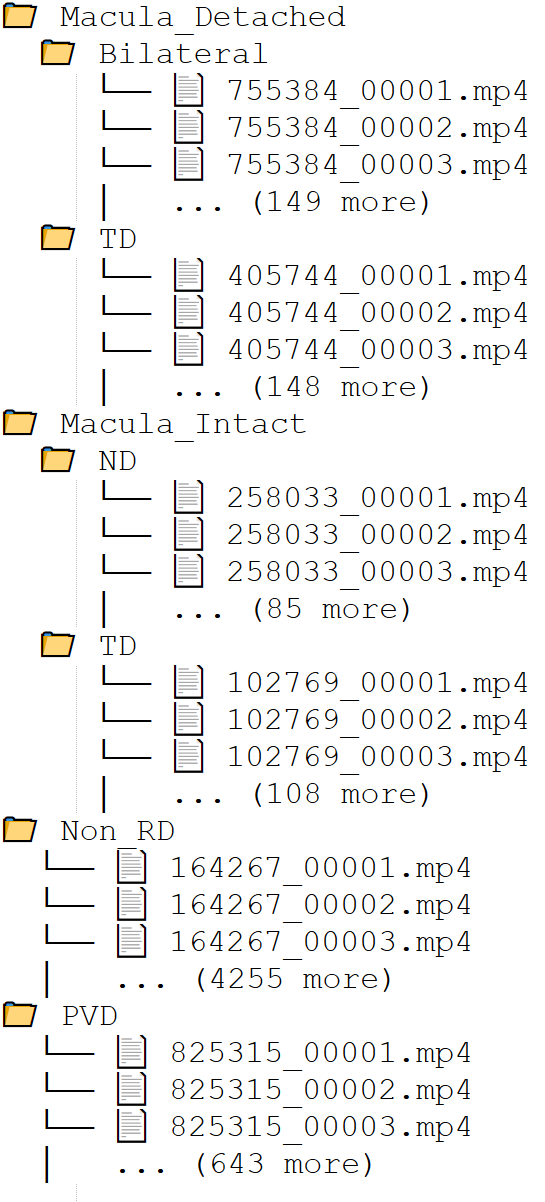 Macula_Detached
Bilateral
755384_00001.mp4
755384_00002.mp4
755384_00003.mp4
... (149 more)
TD
405744_00001.mp4
405744_00002.mp4
405744_00003.mp4
... (148 more)
Macula_Intact
ND
258033_00001.mp4
258033_00002.mp4
258033_00003.mp4
... (85 more)
TD
102769_00001.mp4
102769_00002.mp4
102769_00003.mp4
... (108 more)
Non_RD
164267_00001.mp4
164267_00002.mp4
164267_00003.mp4
... (4255 more)
PVD
825315_00001.mp4
825315_00002.mp4
825315_00003.mp4
... (643 more)